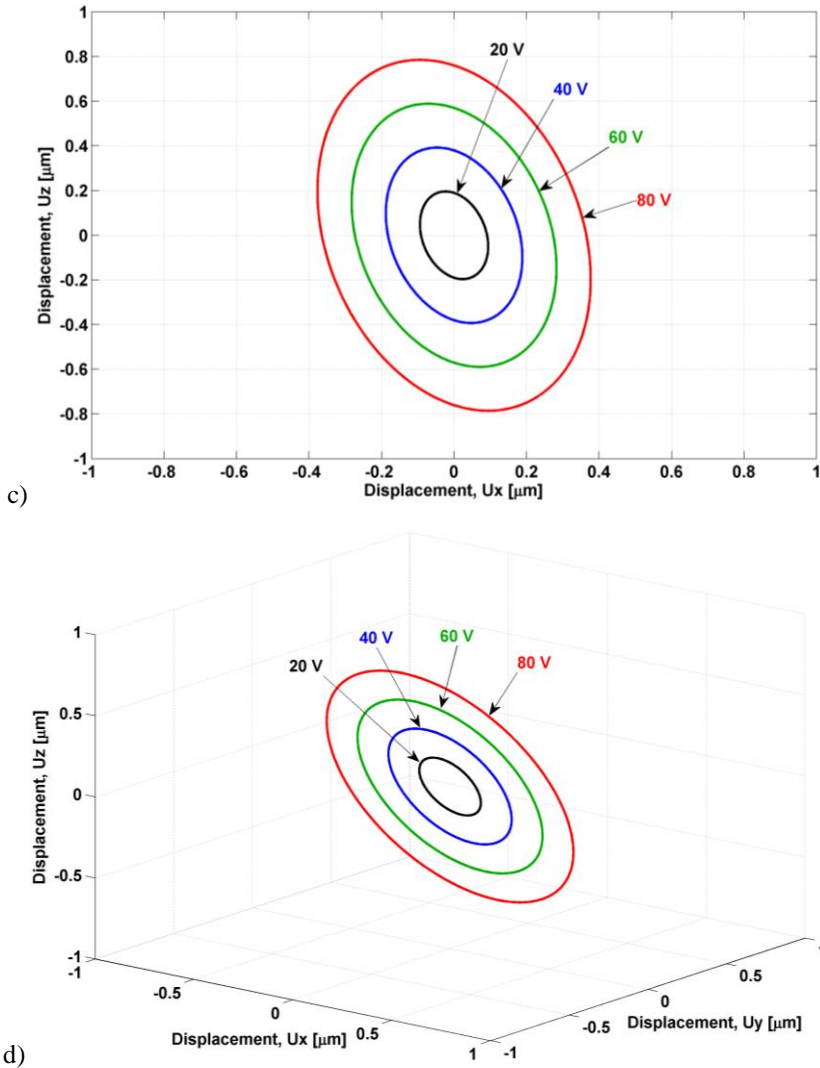 1
0.8
0.6
0.4
0.2
0
-0.2
-0.4
-0.6
-0.8
-1
Displacement, Uz [μm]
20 V
40 V
60 V
80 V
-1 -0.8 -0.6 -0.4 -0.2 0 0.2 0.4 0.6 0.8 1
Displacement, Ux [μm]
c)
1
0.5
0
-0.5
-1
Displacement, Uz [μm]
20 V
40 V
60 V
80 V
-1
-0.5
0
0.5
1
Displacement, Ux [μm]
-1
-0.5
0
0.5
Displacement, Uy [μm]
d)